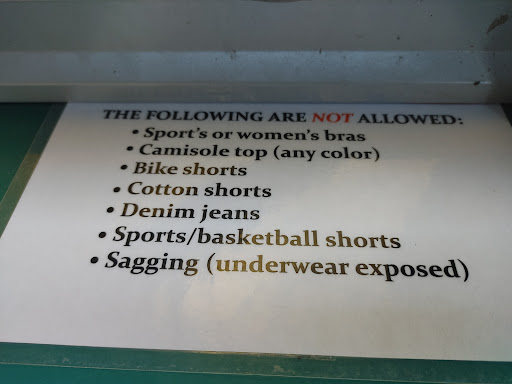 THE FOLLOWING ARE NOT ALLOWED:
• Sport's or women's bras
• Camisole top (any color)
• Bike shorts
• Cotton shorts
• Denim jeans
• Sports/basketball shorts
• Sagging (underwear exposed)